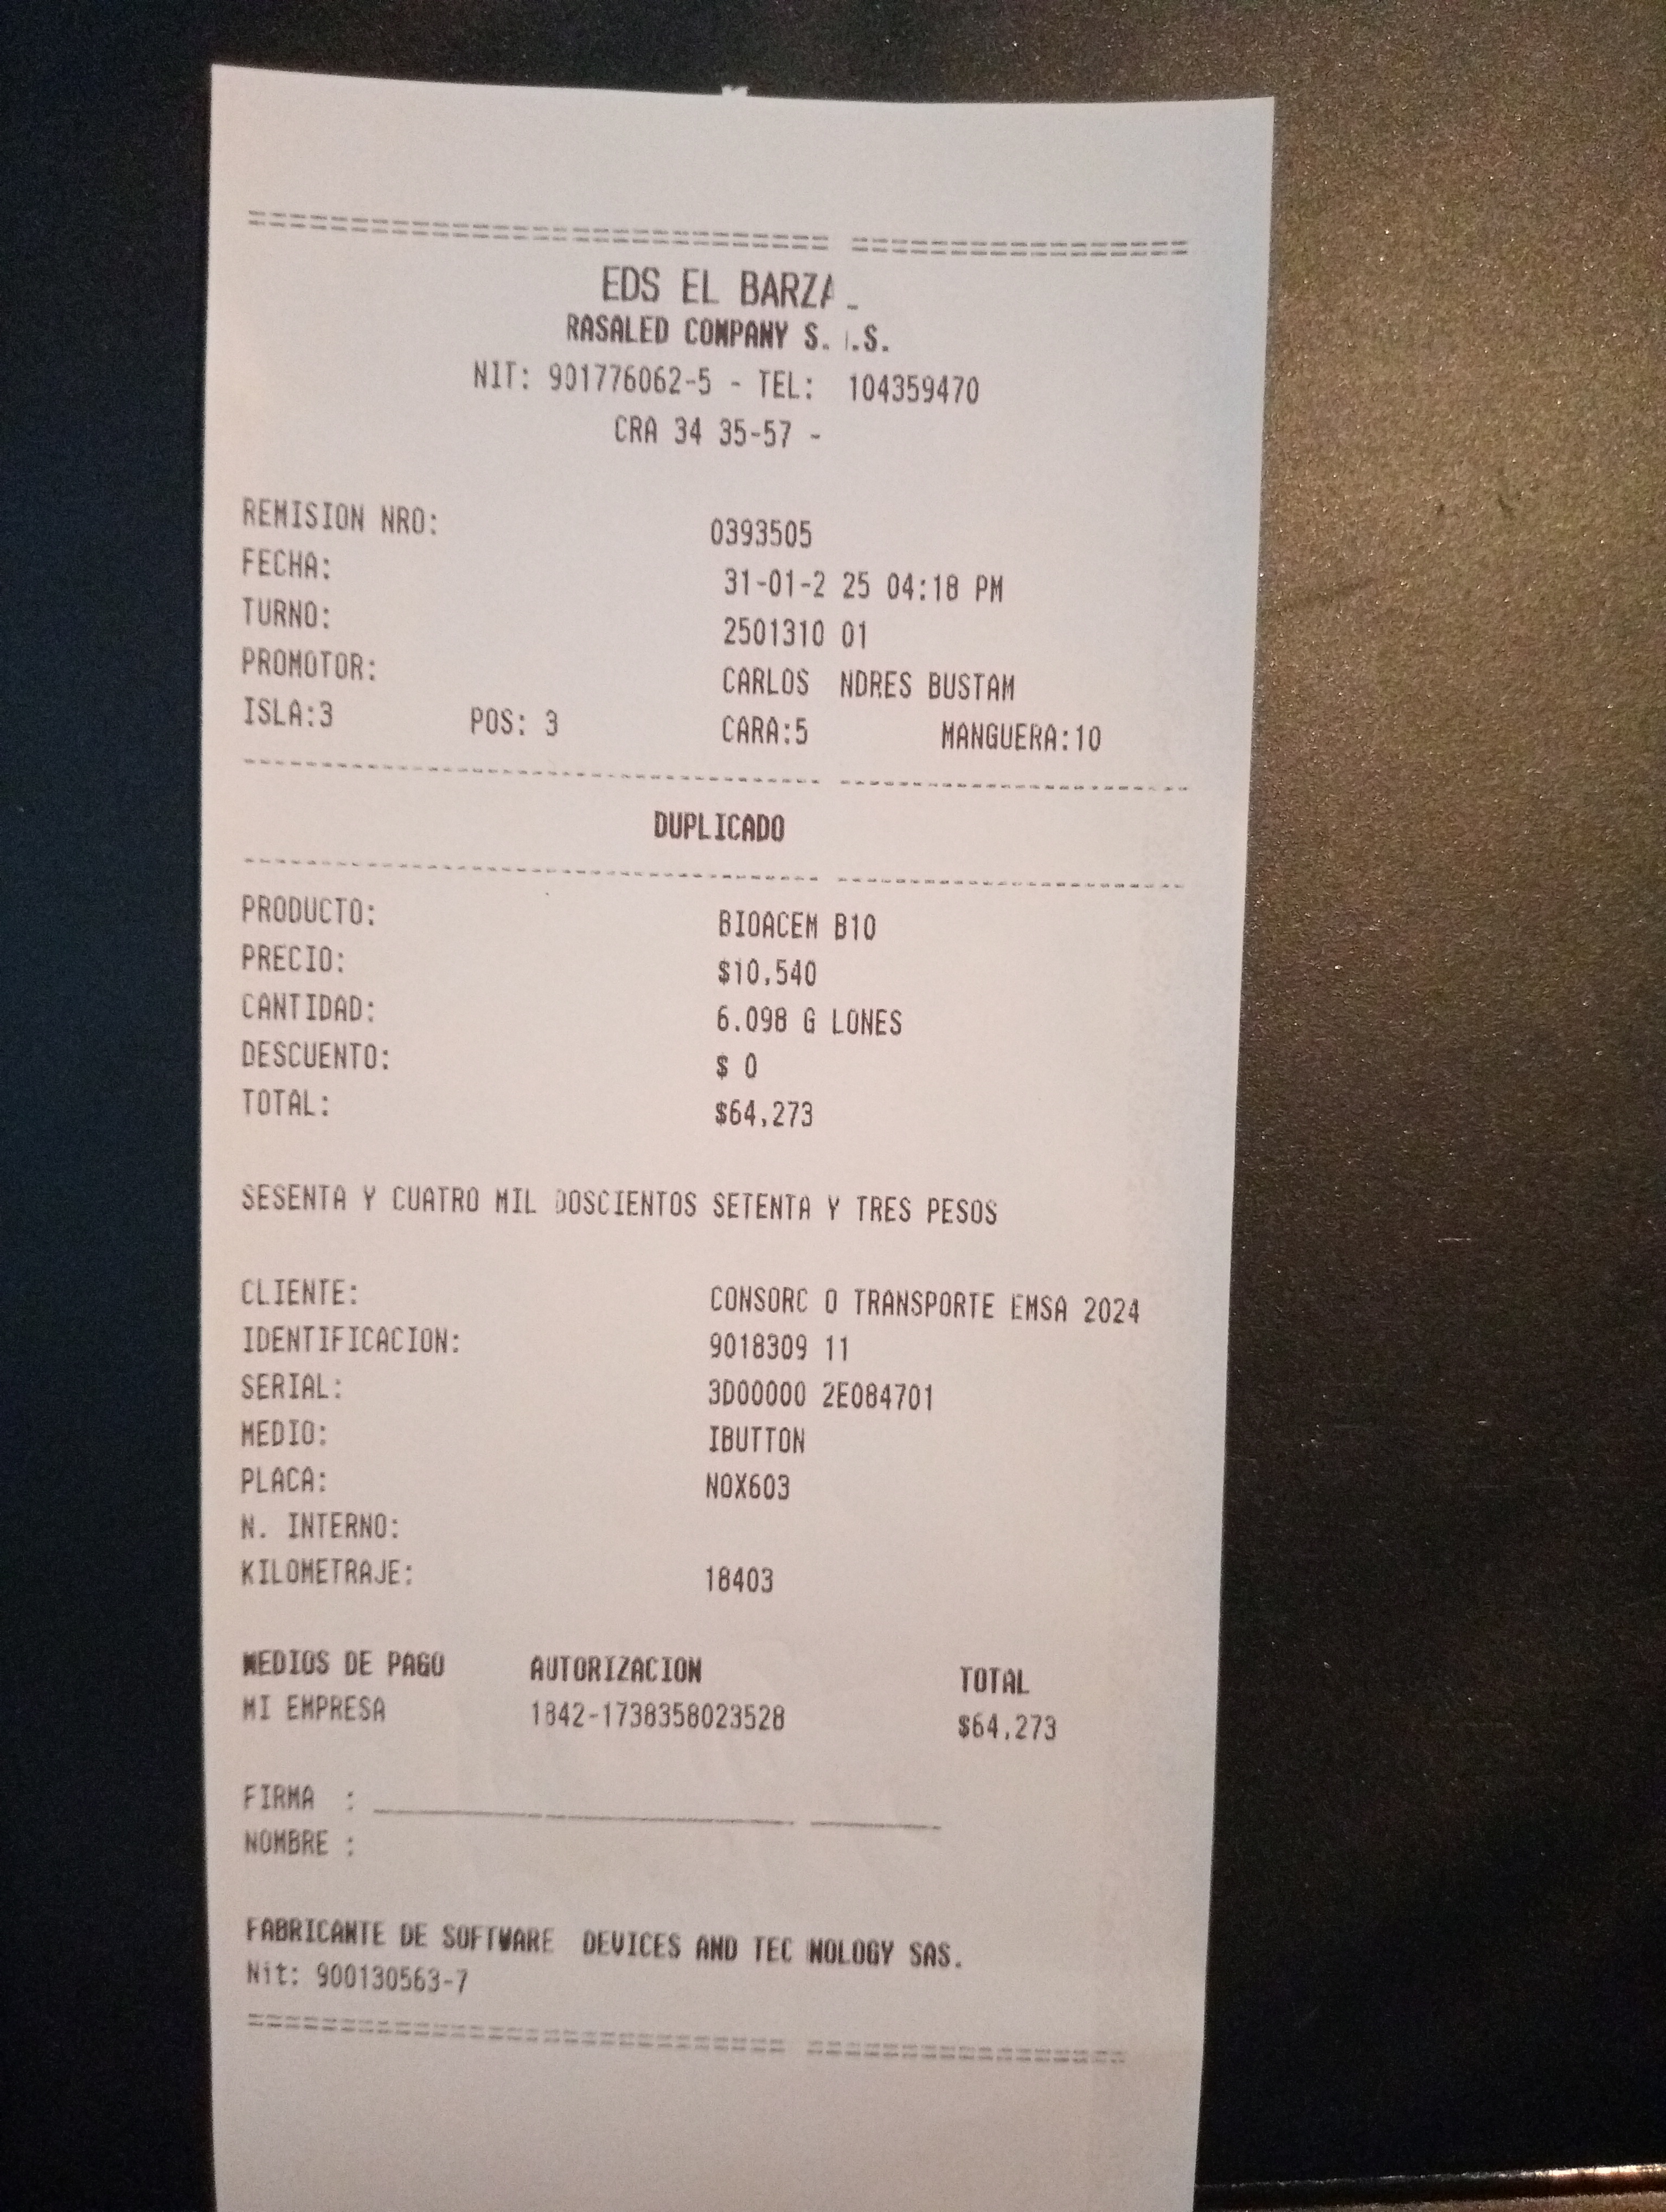 EDS EL BARZA
RASALED COMPANY S. .S.
NIT: 901776062-5 - TEL: 104359470
CRA 34 35-57 -
REMISION NRO: 0393505
FECHA: 31-01-2 25 04:18 PM
TURNO: 2501310 01
PROMOTOR: CARLOS NDRES BUSTAM
ISLA:3 POS: 3 CARA:5 MANGUERA:10
DUPLICADO
PRODUCTO: BIOACEM B10
PRECIO: $10,540
CANTIDAD: 6.098 G LONES
DESCUENTO: $ 0
TOTAL: $64,273
SESENTA Y CUATRO MIL DOSCIENTOS SETENTA Y TRES PESOS
CLIENTE: CONSORC O TRANSPORTE EMSA 2024
IDENTIFICACION: 9018309 11
SERIAL: 3D00000 2E084701
MEDIO: IBUTTON
PLACA: NOX603
N. INTERNO:
KILOMETRAJE: 18403
MEDIOS DE PAGO AUTORIZACION TOTAL
MI EMPRESA 1842-1738358023528 $64,273
FIRMA :
NOMBRE :
FABRICANTE DE SOFTWARE DEVICES AND TEC NOLOGY SAS.
Nit: 900130563-7